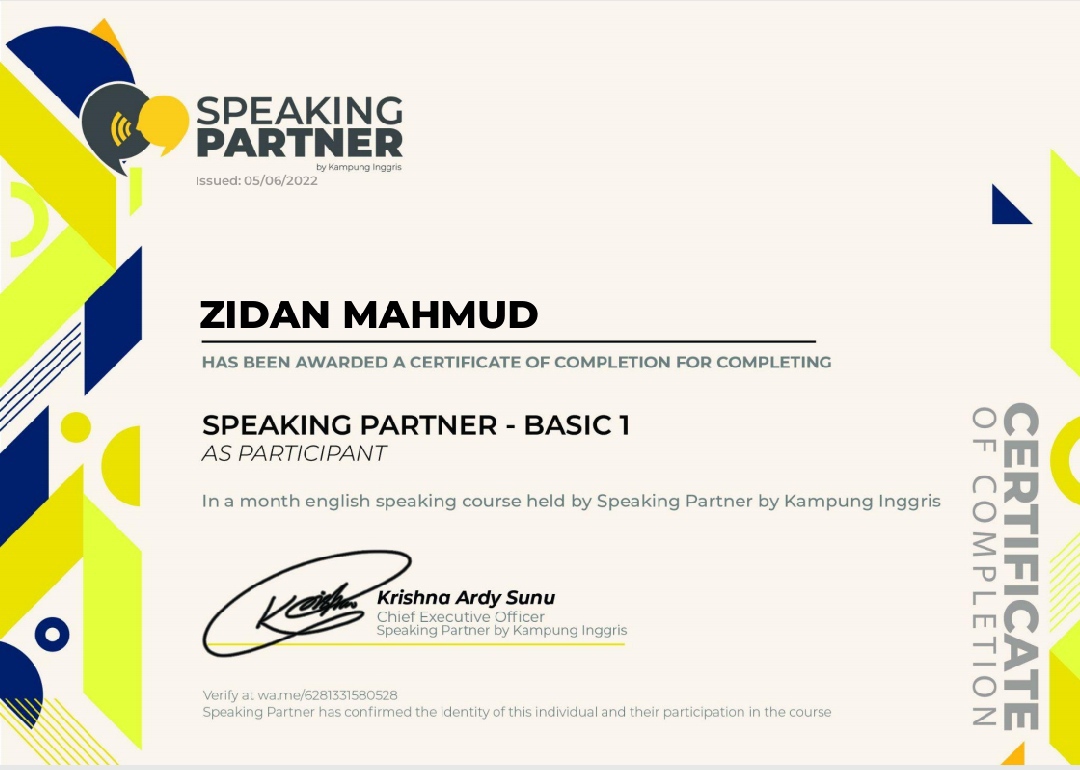 SPEAKING
PARTNER
by Kampung Inggris
Issued: 05/06/2022
ZIDAN MAHMUD
HAS BEEN AWARDED A CERTIFICATE OF COMPLETION FOR COMPLETING
SPEAKING PARTNER - BASIC 1
AS PARTICIPANT
In a month english speaking course held by Speaking Partner by Kampung Inggris
Krishna Ardy Sunu
Chief Executive Officer
Speaking Partner by Kampung Inggris
Verify at wa.me/6281331580528
Speaking Partner has confirmed the identity of this individual and their participation in the course
CERTIFICATE
OF COMPLETION